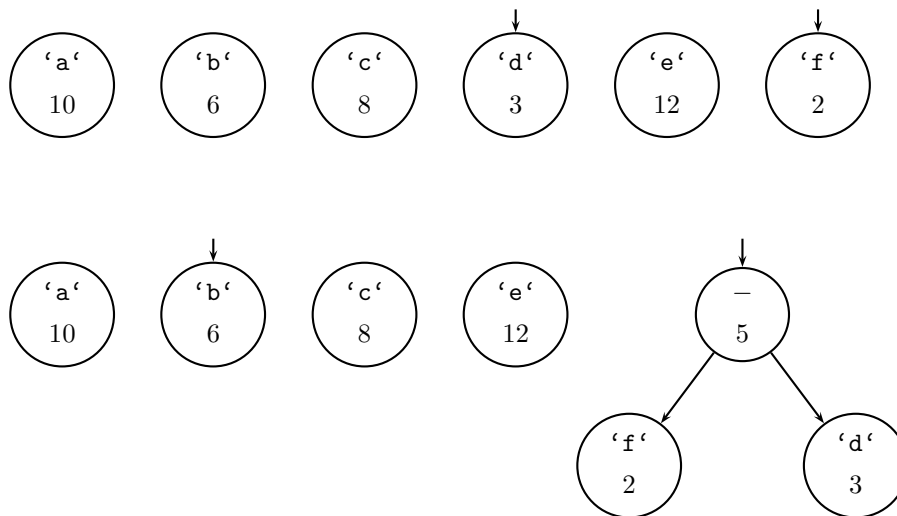 ‘a‘ ‘b‘ ‘c‘ ‘d‘ ‘e‘ ‘f‘
10 6 8 3 12 2
‘a‘ ‘b‘ ‘c‘ ‘e‘ −
10 6 8 12 5
‘f‘ ‘d‘
2 3